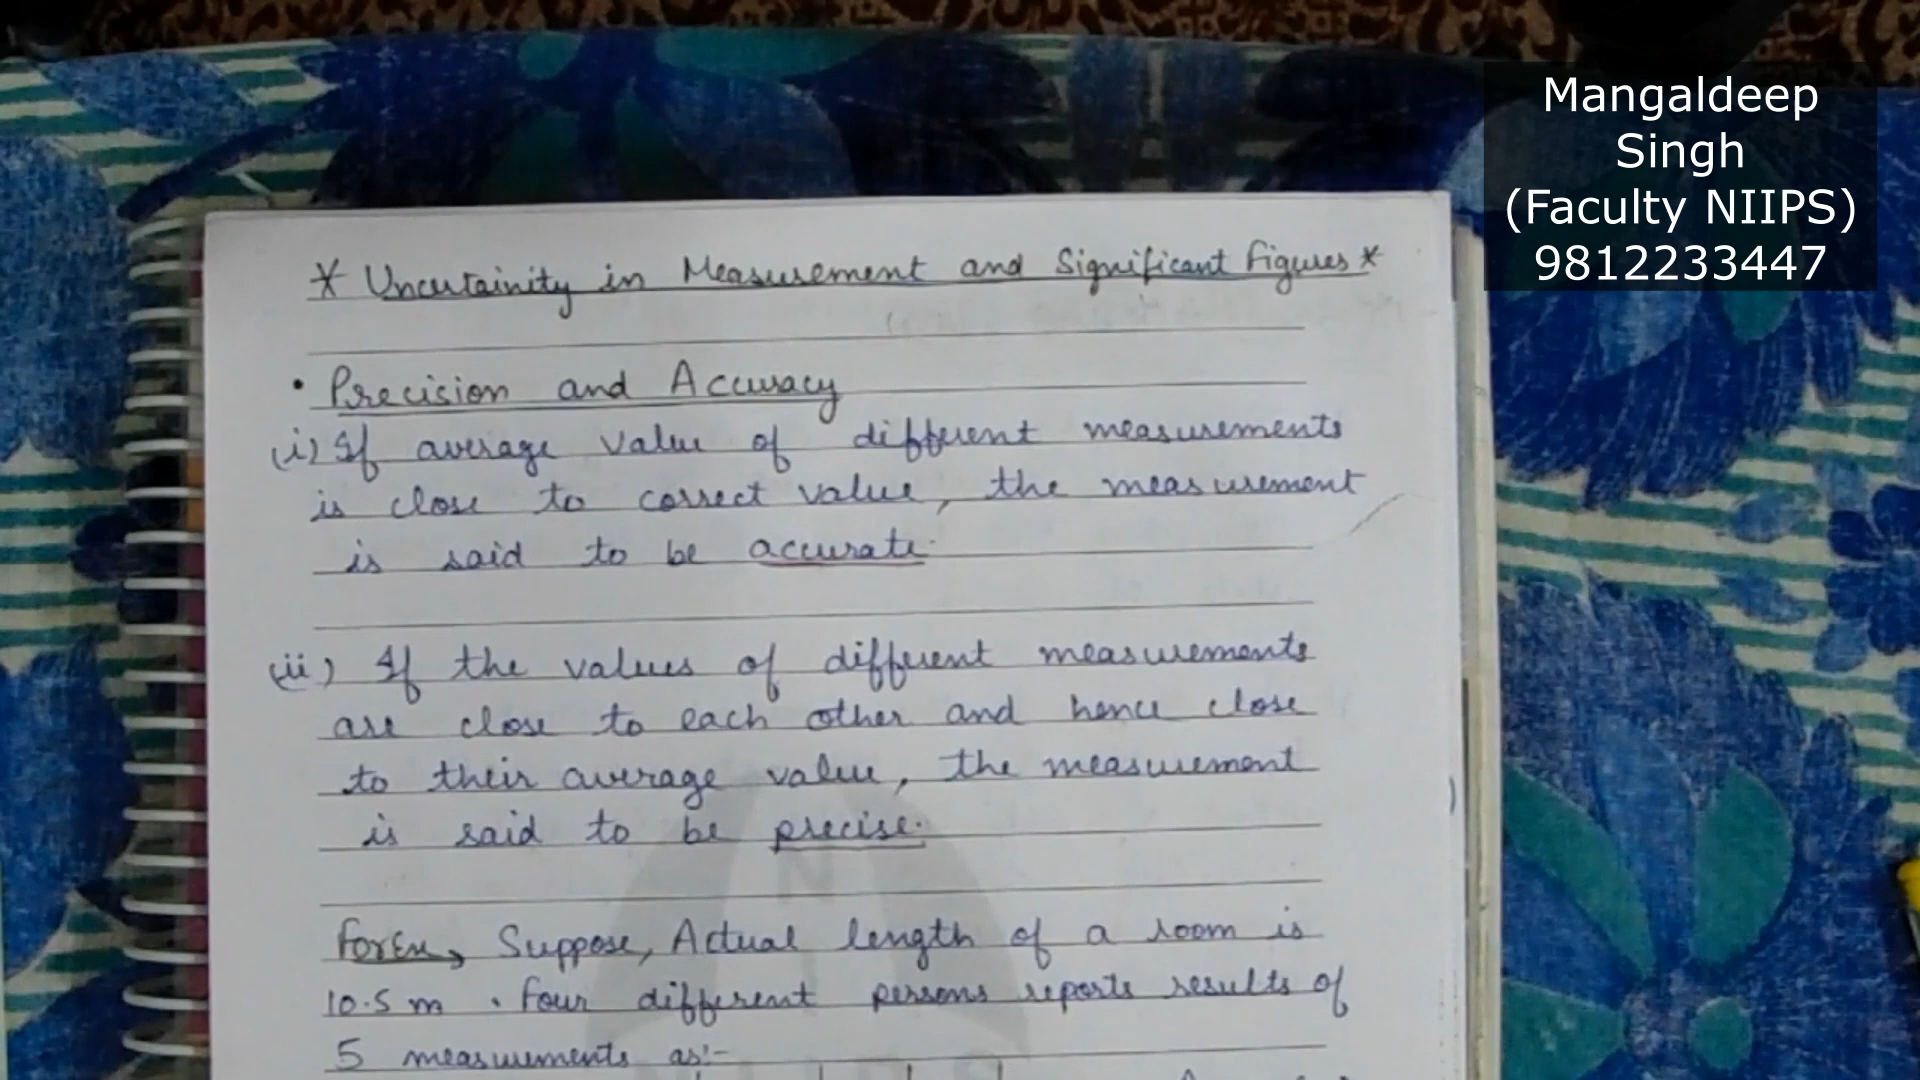 Mangaldeep
Singh
(Faculty NIIPS)
9812233447
* Uncertainity in Measurement and Significant figures *
• Precision and Accuracy
(i) If average value of different measurements
is close to correct value, the measurement
is said to be accurate.
(ii) If the values of different measurements
are close to each other and hence close
to their average value, the measurement
is said to be precise.
For Ex, Suppose, Actual length of a room is
10.5 m . four different persons reports results of
5 measurements as:-